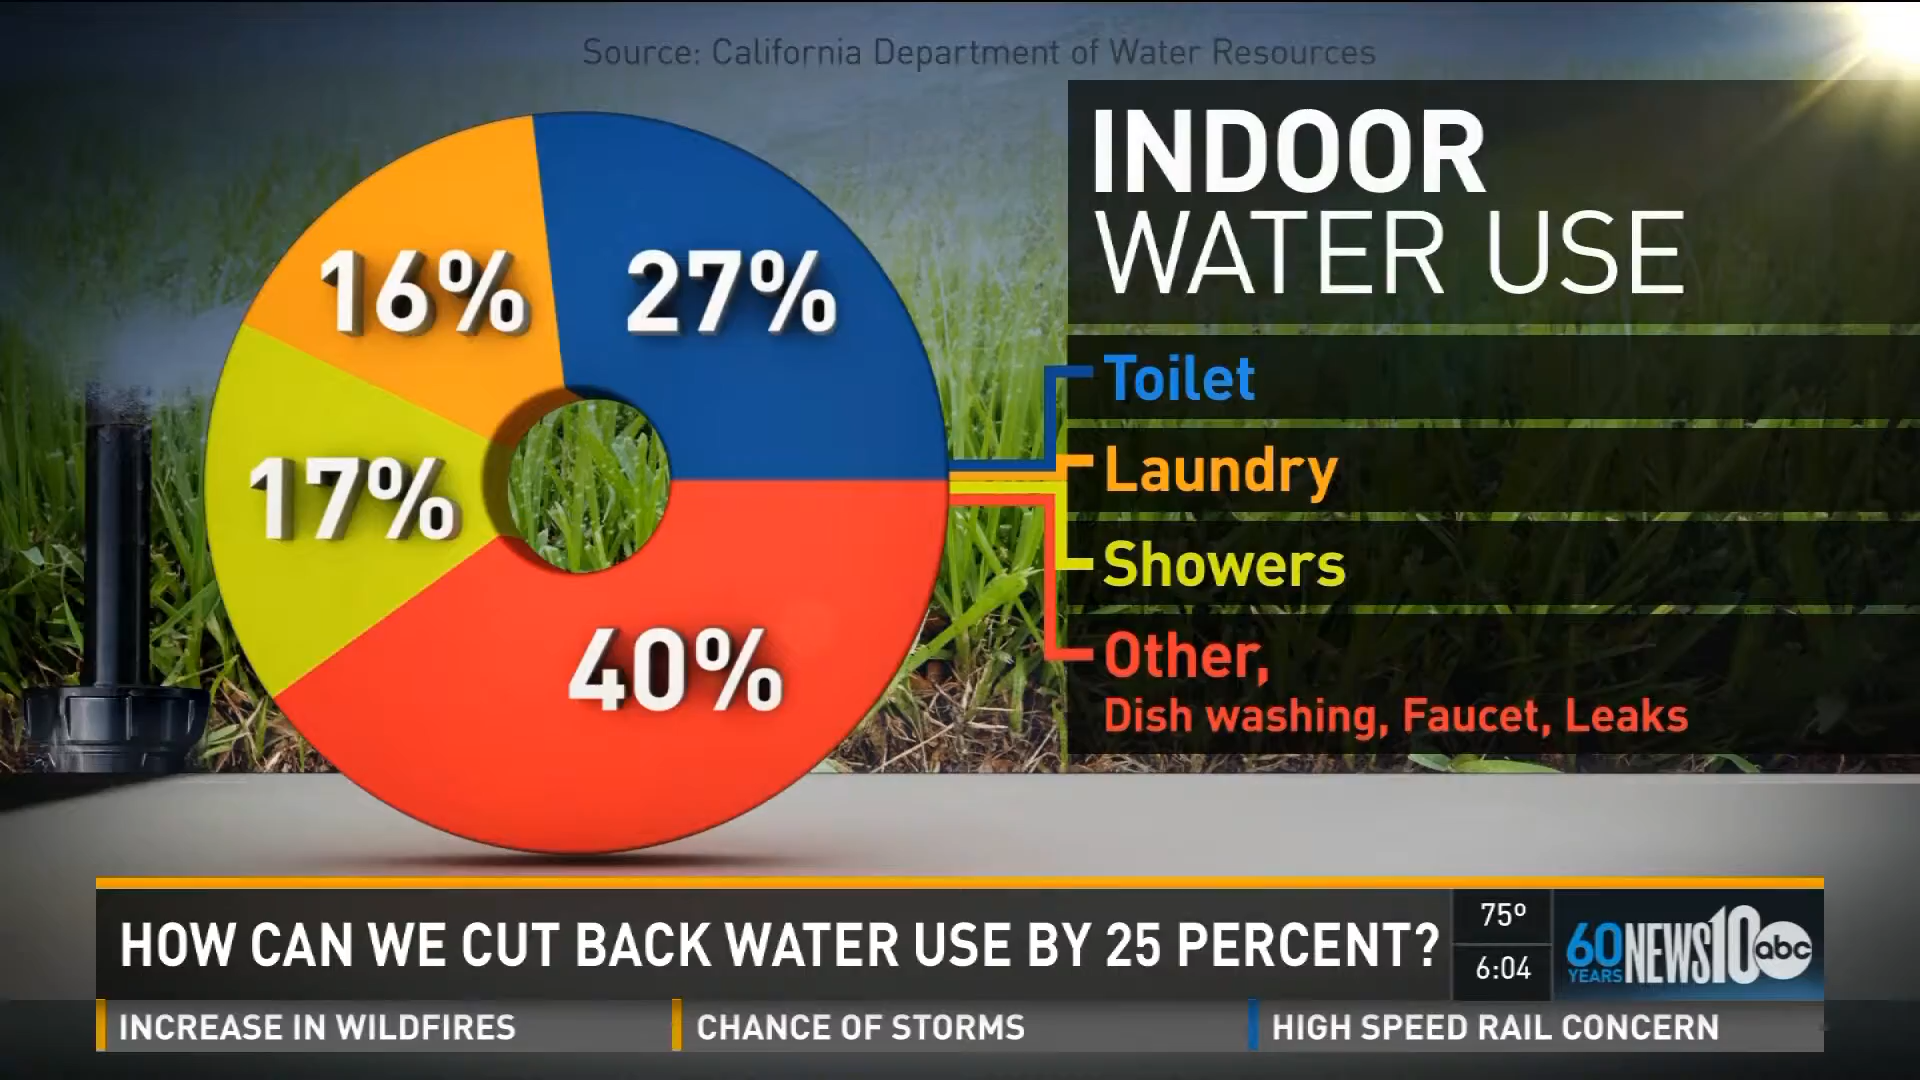 Source: California Department of Water Resources
INDOOR
WATER USE
16%
27%
17%
40%
Toilet
Laundry
Showers
Other,
Dish washing, Faucet, Leaks
HOW CAN WE CUT BACK WATER USE BY 25 PERCENT?
75º
6:04
60
YEARS
NEWS10
abc
INCREASE IN WILDFIRES
CHANCE OF STORMS
HIGH SPEED RAIL CONCERN